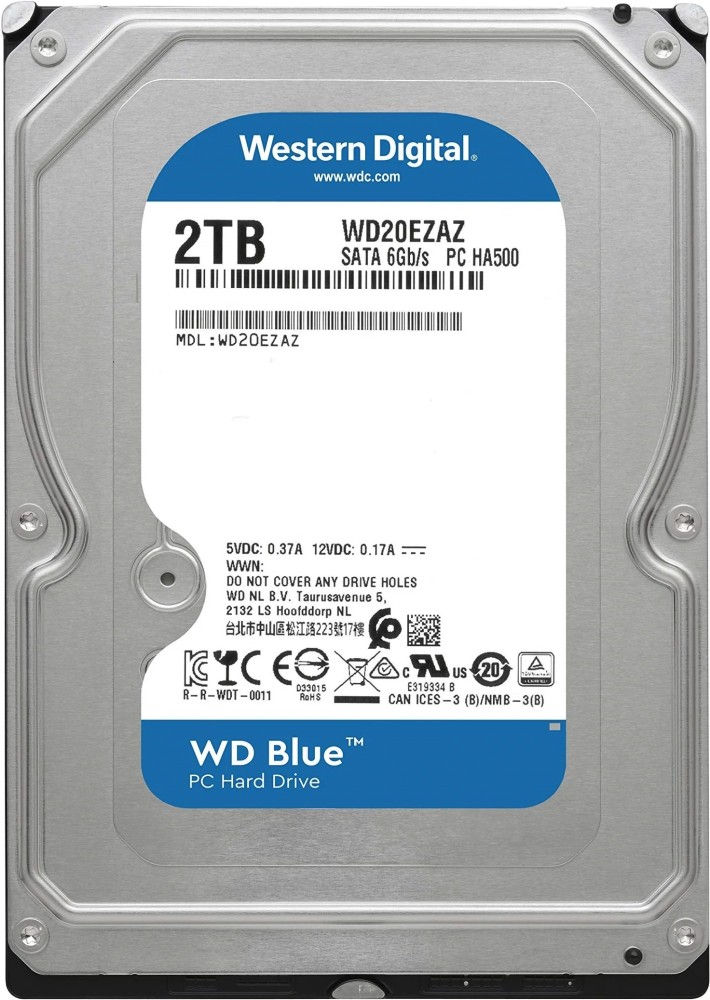 Western Digital.
www.wdc.com
2TB
WD20EZAZ
SATA 6Gb/s PC HA500
MDL:WD20EZAZ
5VDC: 0.37A 12VDC: 0.17A
WWN:
DO NOT COVER ANY DRIVE HOLES
WD NL B.V. Taurusavenue 5,
2132 LS Hoofddorp NL
台北市中山區松江路223號17樓
R-R-WDT-0011
D33015
RoHS
c UR US
20
E319334 B
CAN ICES-3 (B)/NMB-3(B)
WD Blue™
PC Hard Drive